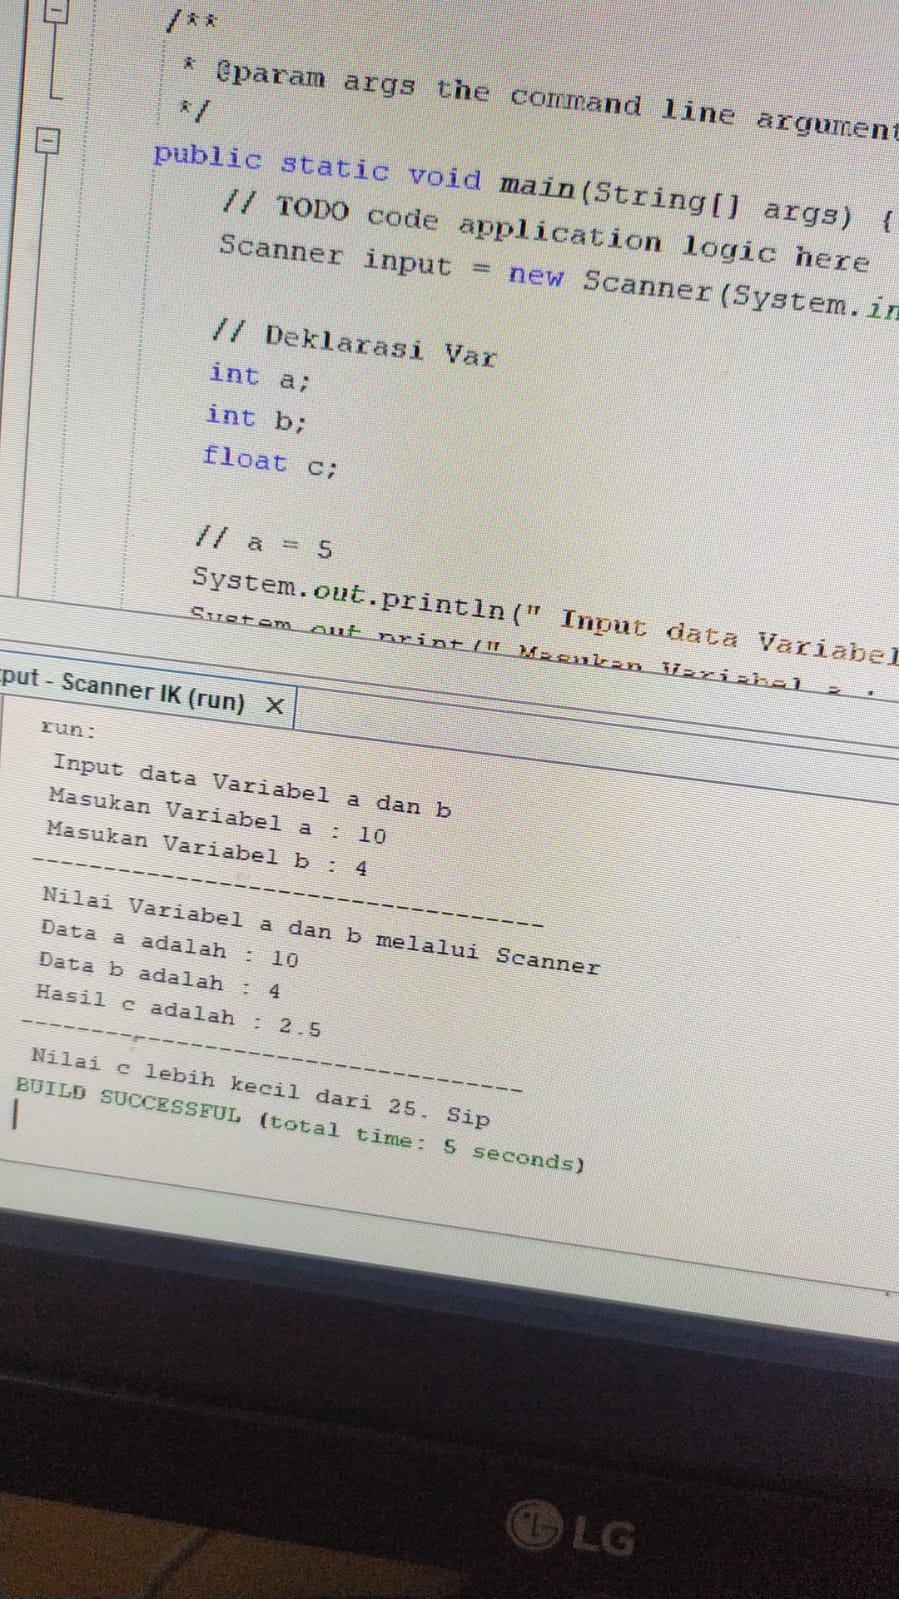 /**
* @param args the command line argument
*/
public static void main(String[] args) {
// TODO code application logic here
Scanner input = new Scanner(System.in
// Deklarasi Var
int a;
int b;
float c;
// a = 5
System.out.println(" Input data Variabel
System.out.print(" Masukan Variabel a :
put - Scanner IK (run) X
run:
Input data Variabel a dan b
Masukan Variabel a : 10
Masukan Variabel b : 4
-----------------------------------
Nilai Variabel a dan b melalui Scanner
Data a adalah : 10
Data b adalah : 4
Hasil c adalah : 2.5
-----------------------------------
Nilai c lebih kecil dari 25. Sip
BUILD SUCCESSFUL (total time: 5 seconds)
LG